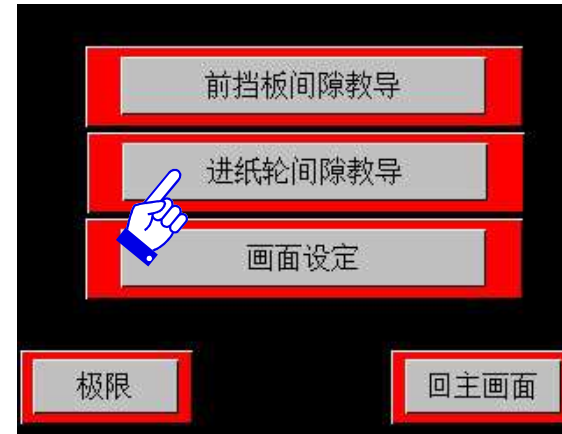 前挡板间隙教导
进纸轮间隙教导
画面设定
极限
回主画面